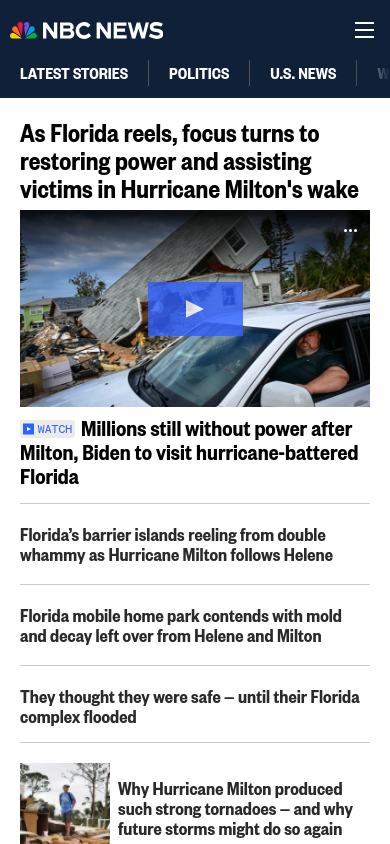 NBC NEWS
LATEST STORIES
POLITICS
U.S. NEWS
As Florida reels, focus turns to
restoring power and assisting
victims in Hurricane Milton's wake
WATCH Millions still without power after
Milton, Biden to visit hurricane-battered
Florida
Florida’s barrier islands reeling from double
whammy as Hurricane Milton follows Helene
Florida mobile home park contends with mold
and decay left over from Helene and Milton
They thought they were safe — until their Florida
complex flooded
Why Hurricane Milton produced
such strong tornadoes — and why
future storms might do so again